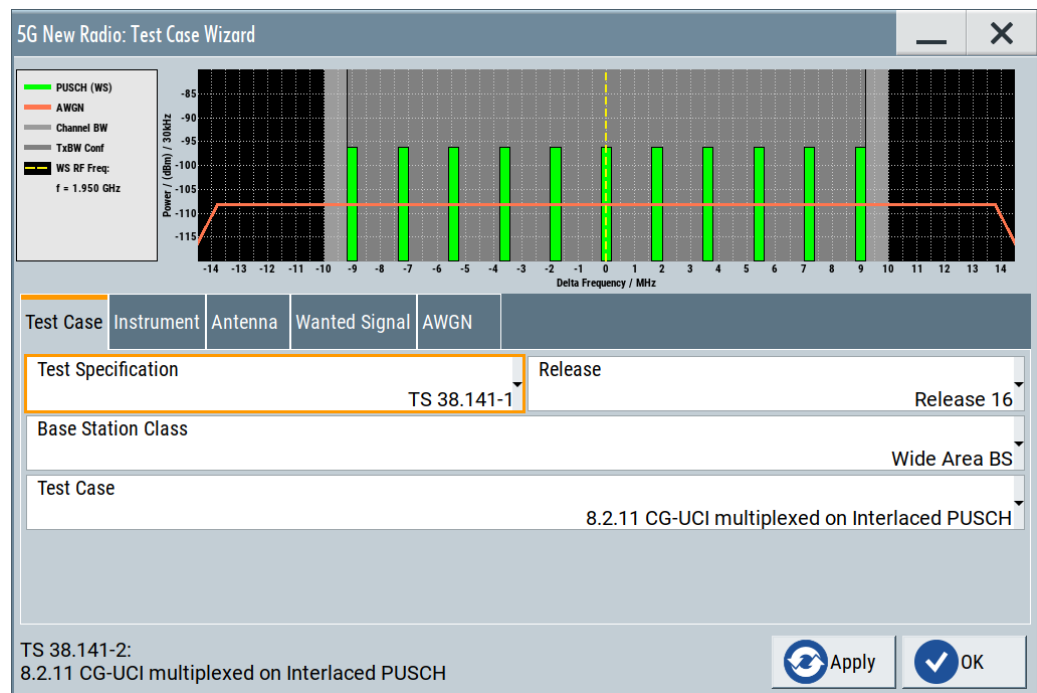 5G New Radio: Test Case Wizard
PUSCH (WS)
AWGN
Channel BW
TxBW Conf
WS RF Freq:
f = 1.950 GHz
Power / (dBm) / 30kHz
-85
-90
-95
-100
-105
-110
-115
-14 -13 -12 -11 -10 -9 -8 -7 -6 -5 -4 -3 -2 -1 0 1 2 3 4 5 6 7 8 9 10 11 12 13 14
Delta Frequency / MHz
Test Case Instrument Antenna Wanted Signal AWGN
Test Specification
TS 38.141-1
Release
Release 16
Base Station Class
Wide Area BS
Test Case
8.2.11 CG-UCI multiplexed on Interlaced PUSCH
TS 38.141-2:
8.2.11 CG-UCI multiplexed on Interlaced PUSCH
Apply
OK